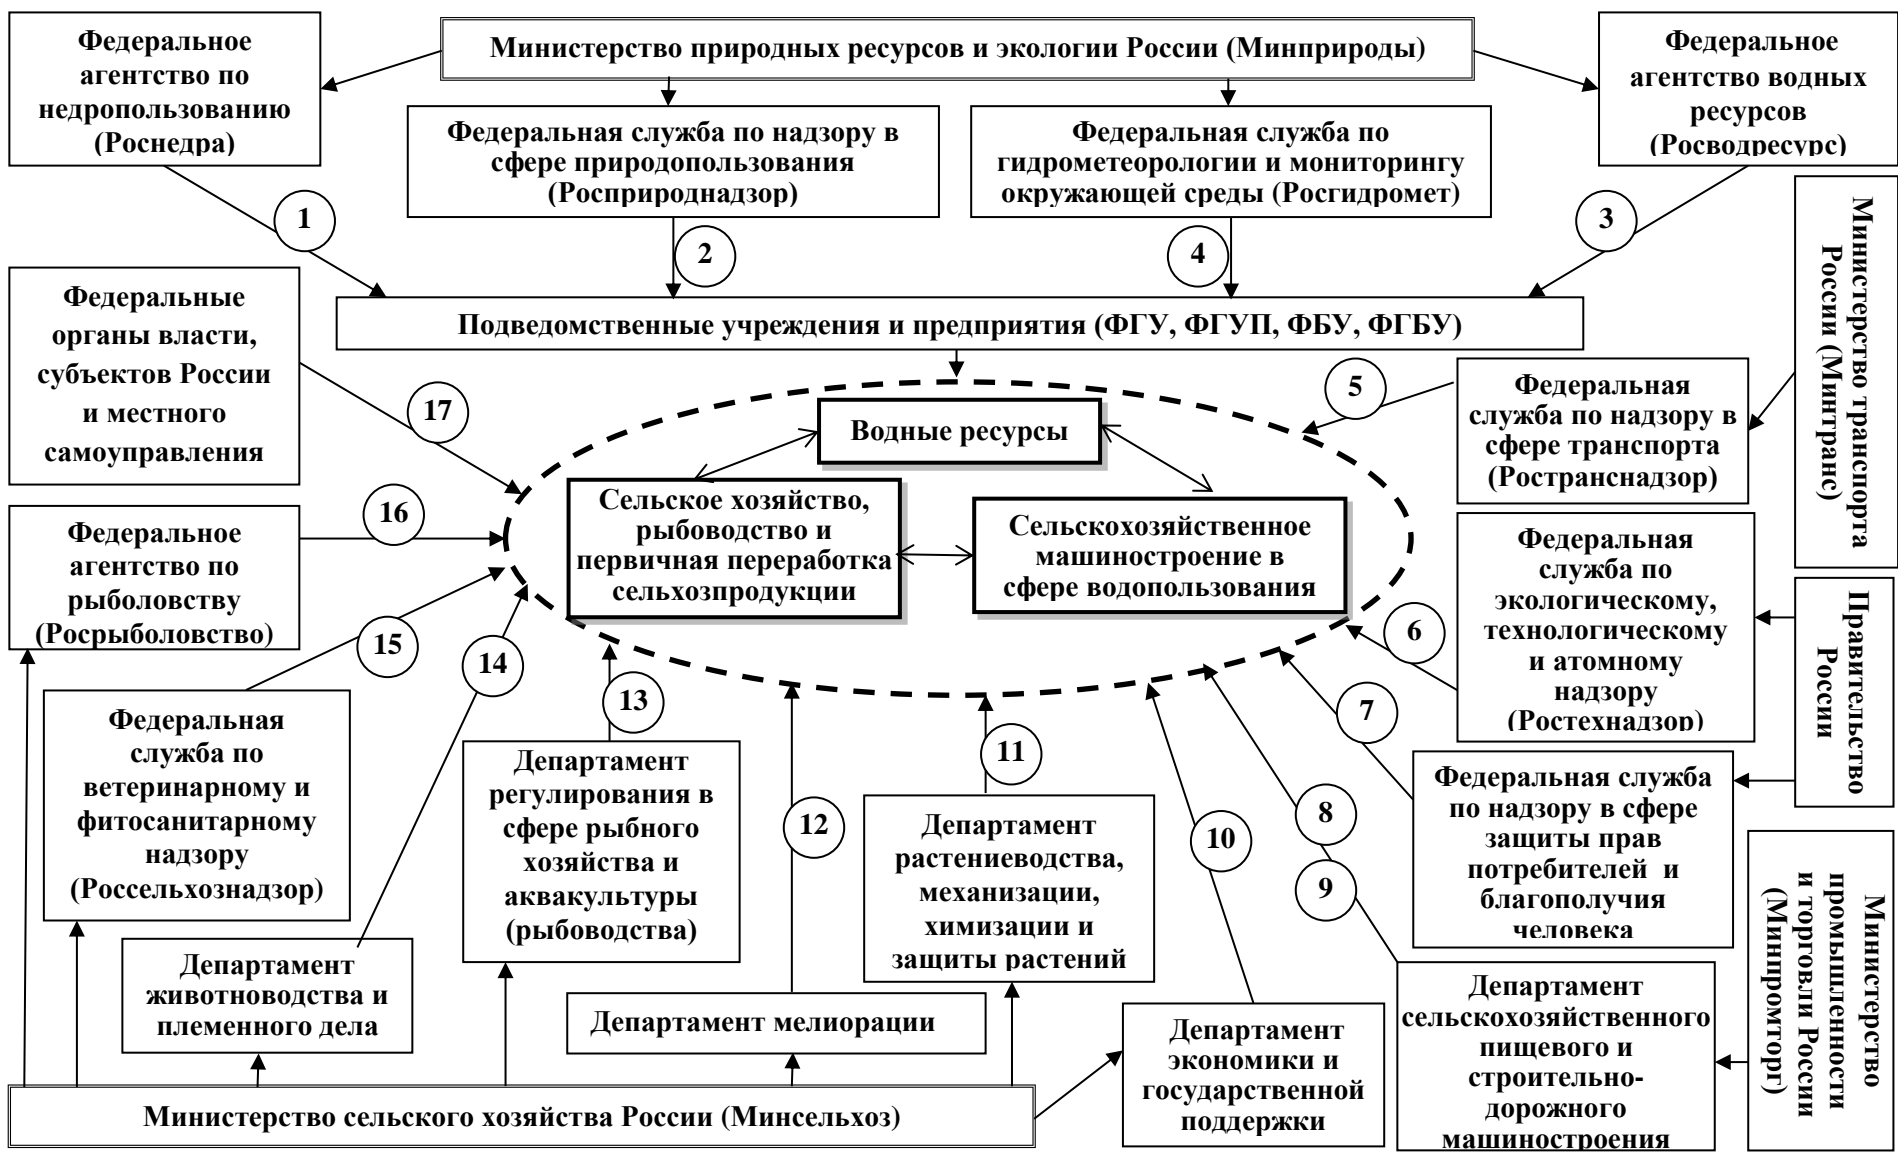 Федеральное
агентство по
недропользованию
(Роснедра)
Министерство природных ресурсов и экологии России (Минприроды)
Федеральное
агентство водных
ресурсов
(Росводресурс)
Федеральная служба по надзору в
сфере природопользования
(Росприроднадзор)
Федеральная служба по
гидрометеорологии и мониторингу
окружающей среды (Росгидромет)
1
2
4
3
Министерство транспорта
России (Минтранс)
Федеральные
органы власти,
субъектов России
и местного
самоуправления
Подведомственные учреждения и предприятия (ФГУ, ФГУП, ФБУ, ФГБУ)
17
5
Федеральная
служба по надзору в
сфере транспорта
(Ространснадзор)
Водные ресурсы
Сельское хозяйство,
рыбоводство и
первичная переработка
сельхозпродукции
Сельскохозяйственное
машиностроение в
сфере водопользования
16
Федеральное
агентство по
рыболовству
(Росрыболовство)
Федеральная
служба по
экологическому,
технологическому
и атомному
надзору
(Ростехнадзор)
Правительство
России
15
14
6
13
7
11
12
8
10
9
Федеральная
служба по
ветеринарному и
фитосанитарному
надзору
(Россельхознадзор)
Департамент
регулирования в
сфере рыбного
хозяйства и
аквакультуры
(рыбоводства)
Департамент
растениеводства,
механизации,
химизации и
защиты растений
Федеральная служба
по надзору в сфере
защиты прав
потребителей и
благополучия
человека
Министерство
промышленности
и торговли России
(Минпромторг)
Департамент
животноводства и
племенного дела
Департамент мелиорации
Департамент
экономики и
государственной
поддержки
Департамент
сельскохозяйственного
пищевого и
строительно-
дорожного
машиностроения
Министерство сельского хозяйства России (Минсельхоз)